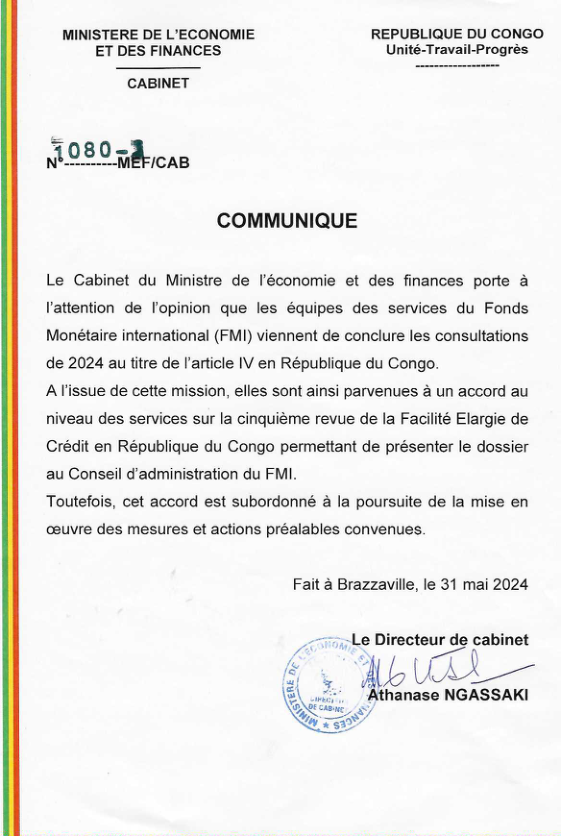 MINISTERE DE L'ECONOMIE
ET DES FINANCES
CABINET
REPUBLIQUE DU CONGO
Unité-Travail-Progrès
-----------------
1080-
N°----------MEF/CAB
COMMUNIQUE
Le Cabinet du Ministre de l'économie et des finances porte à
l'attention de l'opinion que les équipes des services du Fonds
Monétaire international (FMI) viennent de conclure les consultations
de 2024 au titre de l'article IV en République du Congo.
A l'issue de cette mission, elles sont ainsi parvenues à un accord au
niveau des services sur la cinquième revue de la Facilité Elargie de
Crédit en République du Congo permettant de présenter le dossier
au Conseil d'administration du FMI.
Toutefois, cet accord est subordonné à la poursuite de la mise en
œuvre des mesures et actions préalables convenues.
Fait à Brazzaville, le 31 mai 2024
Le Directeur de cabinet
Athanase NGASSAKI
MINISTERE DE L'ECONOMIE ET DES FINANCES
DE CABINET